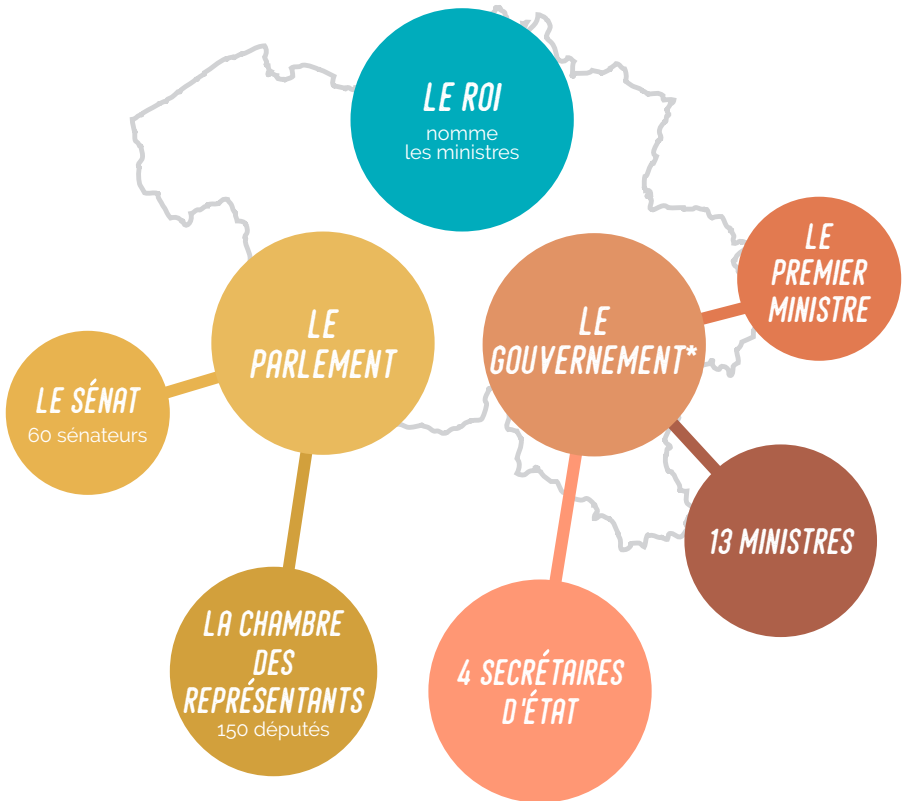 LE ROI
nomme
les ministres
LE
PREMIER
MINISTRE
LE
PARLEMENT
LE
GOUVERNEMENT*
LE SÉNAT
60 sénateurs
13 MINISTRES
LA CHAMBRE
DES
REPRÉSENTANTS
150 députés
4 SECRÉTAIRES
D'ÉTAT